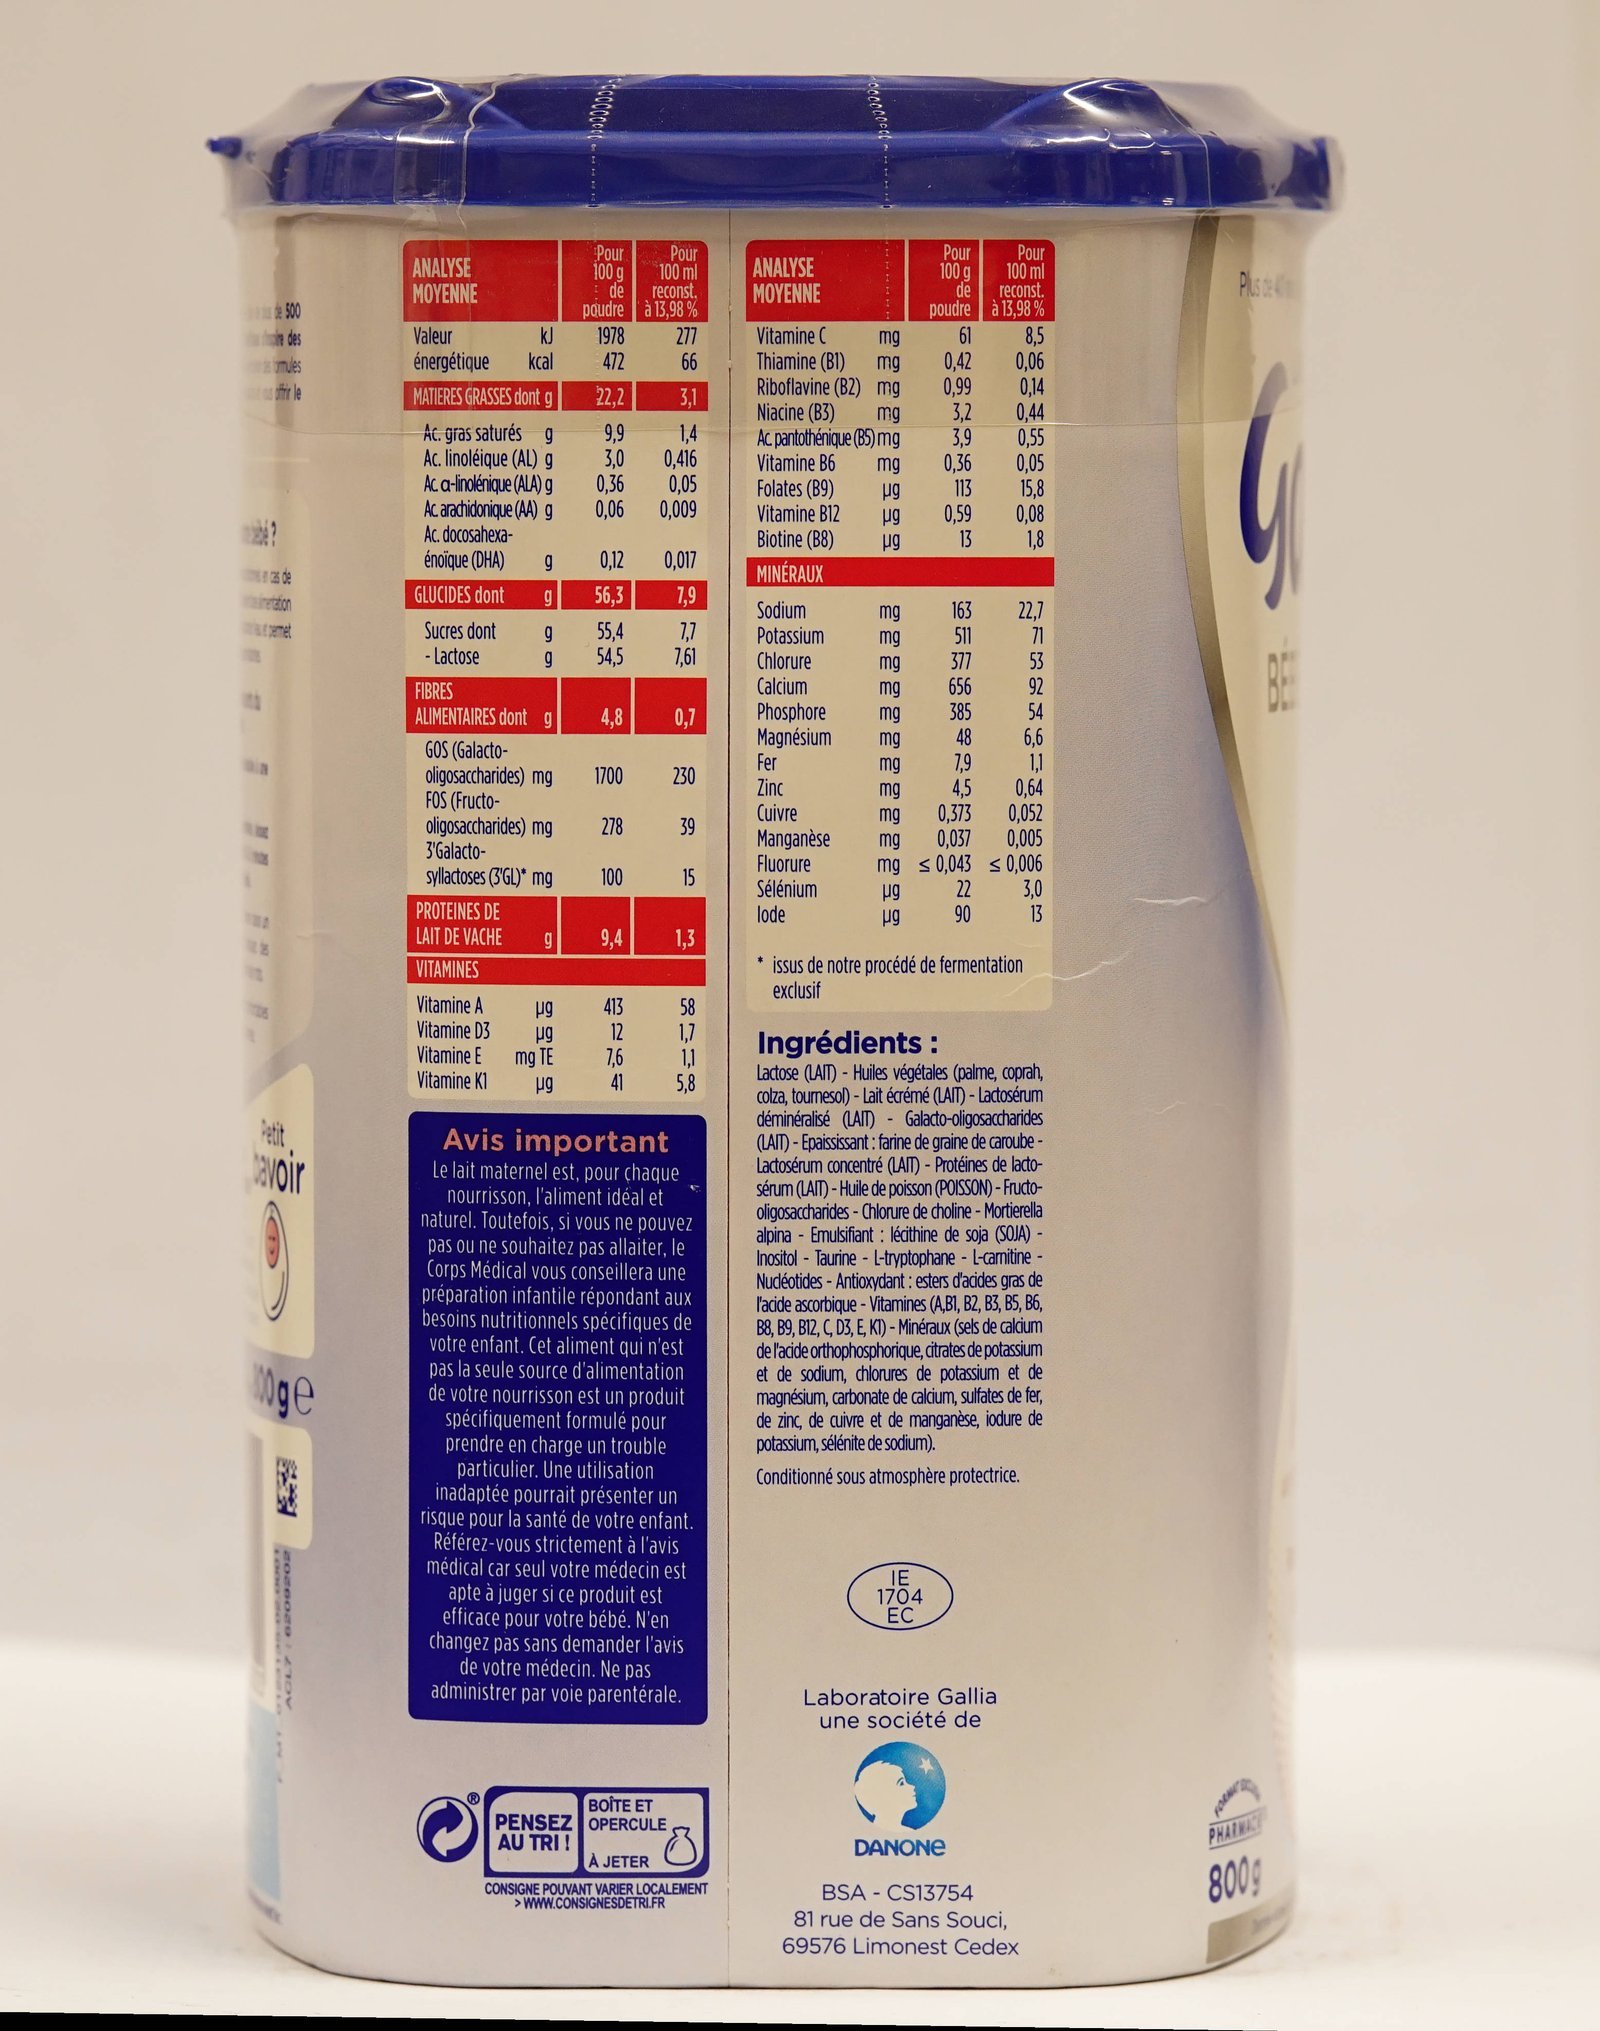 de 500
des
formules
offrir le
bébé ?
en cas de
et permet
Petit
bavoir
ge
ACL7 : 6209202
ANALYSE
MOYENNE
Pour
100 g
de
poudre
Pour
100 ml
reconst.
à 13,98 %
Valeur kJ 1978 277
énergétique kcal 472 66
MATIERES GRASSES dont g 22,2 3,1
Ac. gras saturés g 9,9 1,4
Ac. linoléique (AL) g 3,0 0,416
Ac. α-linolénique (ALA) g 0,36 0,05
Ac. arachidonique (AA) g 0,06 0,009
Ac. docosahexa-
énoïque (DHA) g 0,12 0,017
GLUCIDES dont g 56,3 7,9
Sucres dont g 55,4 7,7
- Lactose g 54,5 7,61
FIBRES
ALIMENTAIRES dont g 4,8 0,7
GOS (Galacto-
oligosaccharides) mg 1700 230
FOS (Fructo-
oligosaccharides) mg 278 39
3'Galacto-
syllactoses (3'GL)* mg 100 15
PROTEINES DE
LAIT DE VACHE g 9,4 1,3
VITAMINES
Vitamine A µg 413 58
Vitamine D3 µg 12 1,7
Vitamine E mg TE 7,6 1,1
Vitamine K1 µg 41 5,8
Avis important
Le lait maternel est, pour chaque
nourrisson, l'aliment idéal et
naturel. Toutefois, si vous ne pouvez
pas ou ne souhaitez pas allaiter, le
Corps Médical vous conseillera une
préparation infantile répondant aux
besoins nutritionnels spécifiques de
votre enfant. Cet aliment qui n'est
pas la seule source d'alimentation
de votre nourrisson est un produit
spécifiquement formulé pour
prendre en charge un trouble
particulier. Une utilisation
inadaptée pourrait présenter un
risque pour la santé de votre enfant.
Référez-vous strictement à l'avis
médical car seul votre médecin est
apte à juger si ce produit est
efficace pour votre bébé. N'en
changez pas sans demander l'avis
de votre médecin. Ne pas
administrer par voie parentérale.
®
PENSEZ
AU TRI !
BOÎTE ET
OPERCULE
À JETER
CONSIGNE POUVANT VARIER LOCALEMENT
> WWW.CONSIGNESDETRI.FR
ANALYSE
MOYENNE
Pour
100 g
de
poudre
Pour
100 ml
reconst.
à 13,98 %
Vitamine C mg 61 8,5
Thiamine (B1) mg 0,42 0,06
Riboflavine (B2) mg 0,99 0,14
Niacine (B3) mg 3,2 0,44
Ac. pantothénique (B5) mg 3,9 0,55
Vitamine B6 mg 0,36 0,05
Folates (B9) µg 113 15,8
Vitamine B12 µg 0,59 0,08
Biotine (B8) µg 13 1,8
MINÉRAUX
Sodium mg 163 22,7
Potassium mg 511 71
Chlorure mg 377 53
Calcium mg 656 92
Phosphore mg 385 54
Magnésium mg 48 6,6
Fer mg 7,9 1,1
Zinc mg 4,5 0,64
Cuivre mg 0,373 0,052
Manganèse mg 0,037 0,005
Fluorure mg ≤ 0,043 ≤ 0,006
Sélénium µg 22 3,0
Iode µg 90 13
* issus de notre procédé de fermentation
exclusif
Ingrédients :
Lactose (LAIT) - Huiles végétales (palme, coprah,
colza, tournesol) - Lait écrémé (LAIT) - Lactosérum
déminéralisé (LAIT) - Galacto-oligosaccharides
(LAIT) - Epaississant : farine de graine de caroube -
Lactosérum concentré (LAIT) - Protéines de lacto-
sérum (LAIT) - Huile de poisson (POISSON) - Fructo-
oligosaccharides - Chlorure de choline - Mortierella
alpina - Emulsifiant : lécithine de soja (SOJA) -
Inositol - Taurine - L-tryptophane - L-carnitine -
Nucléotides - Antioxydant : esters d'acides gras de
l'acide ascorbique - Vitamines (A,B1, B2, B3, B5, B6,
B8, B9, B12, C, D3, E, K1) - Minéraux (sels de calcium
de l'acide orthophosphorique, citrates de potassium
et de sodium, chlorures de potassium et de
magnésium, carbonate de calcium, sulfates de fer,
de zinc, de cuivre et de manganèse, iodure de
potassium, sélénite de sodium).
Conditionné sous atmosphère protectrice.
IE
1704
EC
Laboratoire Gallia
une société de
DANONE
BSA - CS13754
81 rue de Sans Souci,
69576 Limonest Cedex
Plus de
Ga
BÉ
FORMAT
PHARMACIE
800g